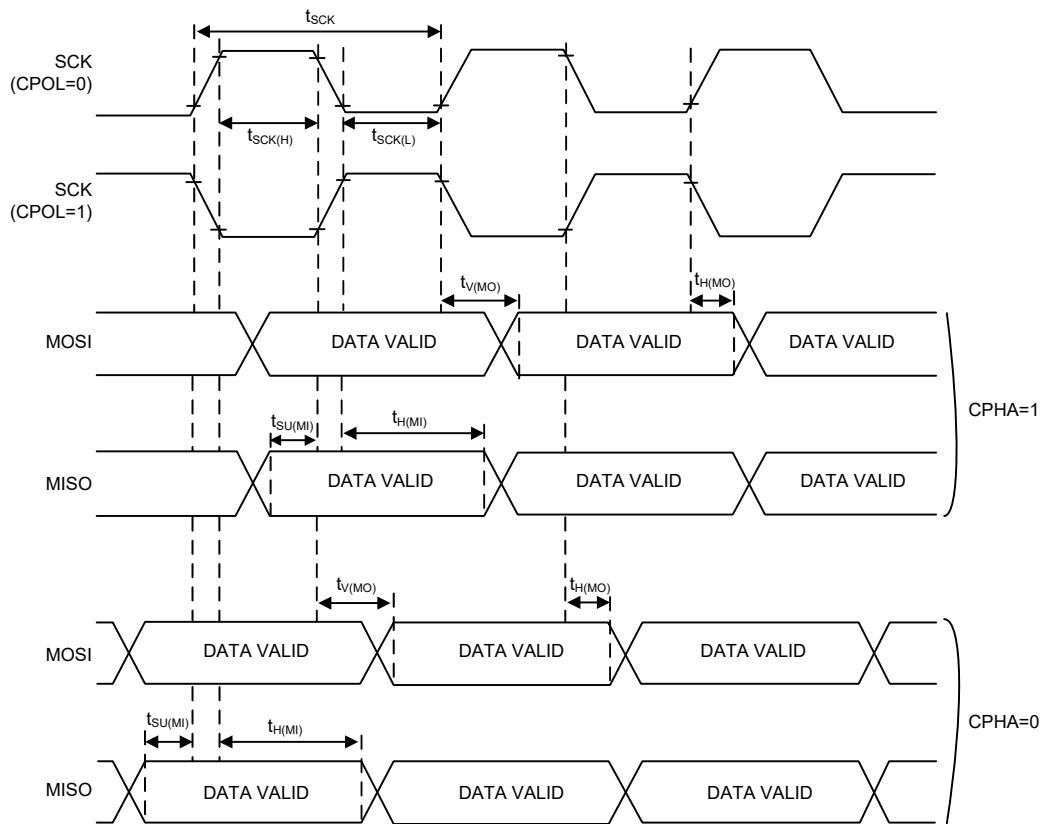 tSCK
SCK
(CPOL=0)
tSCK(H)
tSCK(L)
SCK
(CPOL=1)
tV(MO)
tH(MO)
MOSI
DATA VALID
DATA VALID
DATA VALID
CPHA=1
tSU(MI)
tH(MI)
MISO
DATA VALID
DATA VALID
DATA VALID
tV(MO)
tH(MO)
MOSI
DATA VALID
DATA VALID
DATA VALID
CPHA=0
tSU(MI)
tH(MI)
MISO
DATA VALID
DATA VALID
DATA VALID